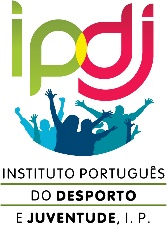 ipdj
INSTITUTO PORTUGUÊS
DO DESPORTO
E JUVENTUDE, I. P.